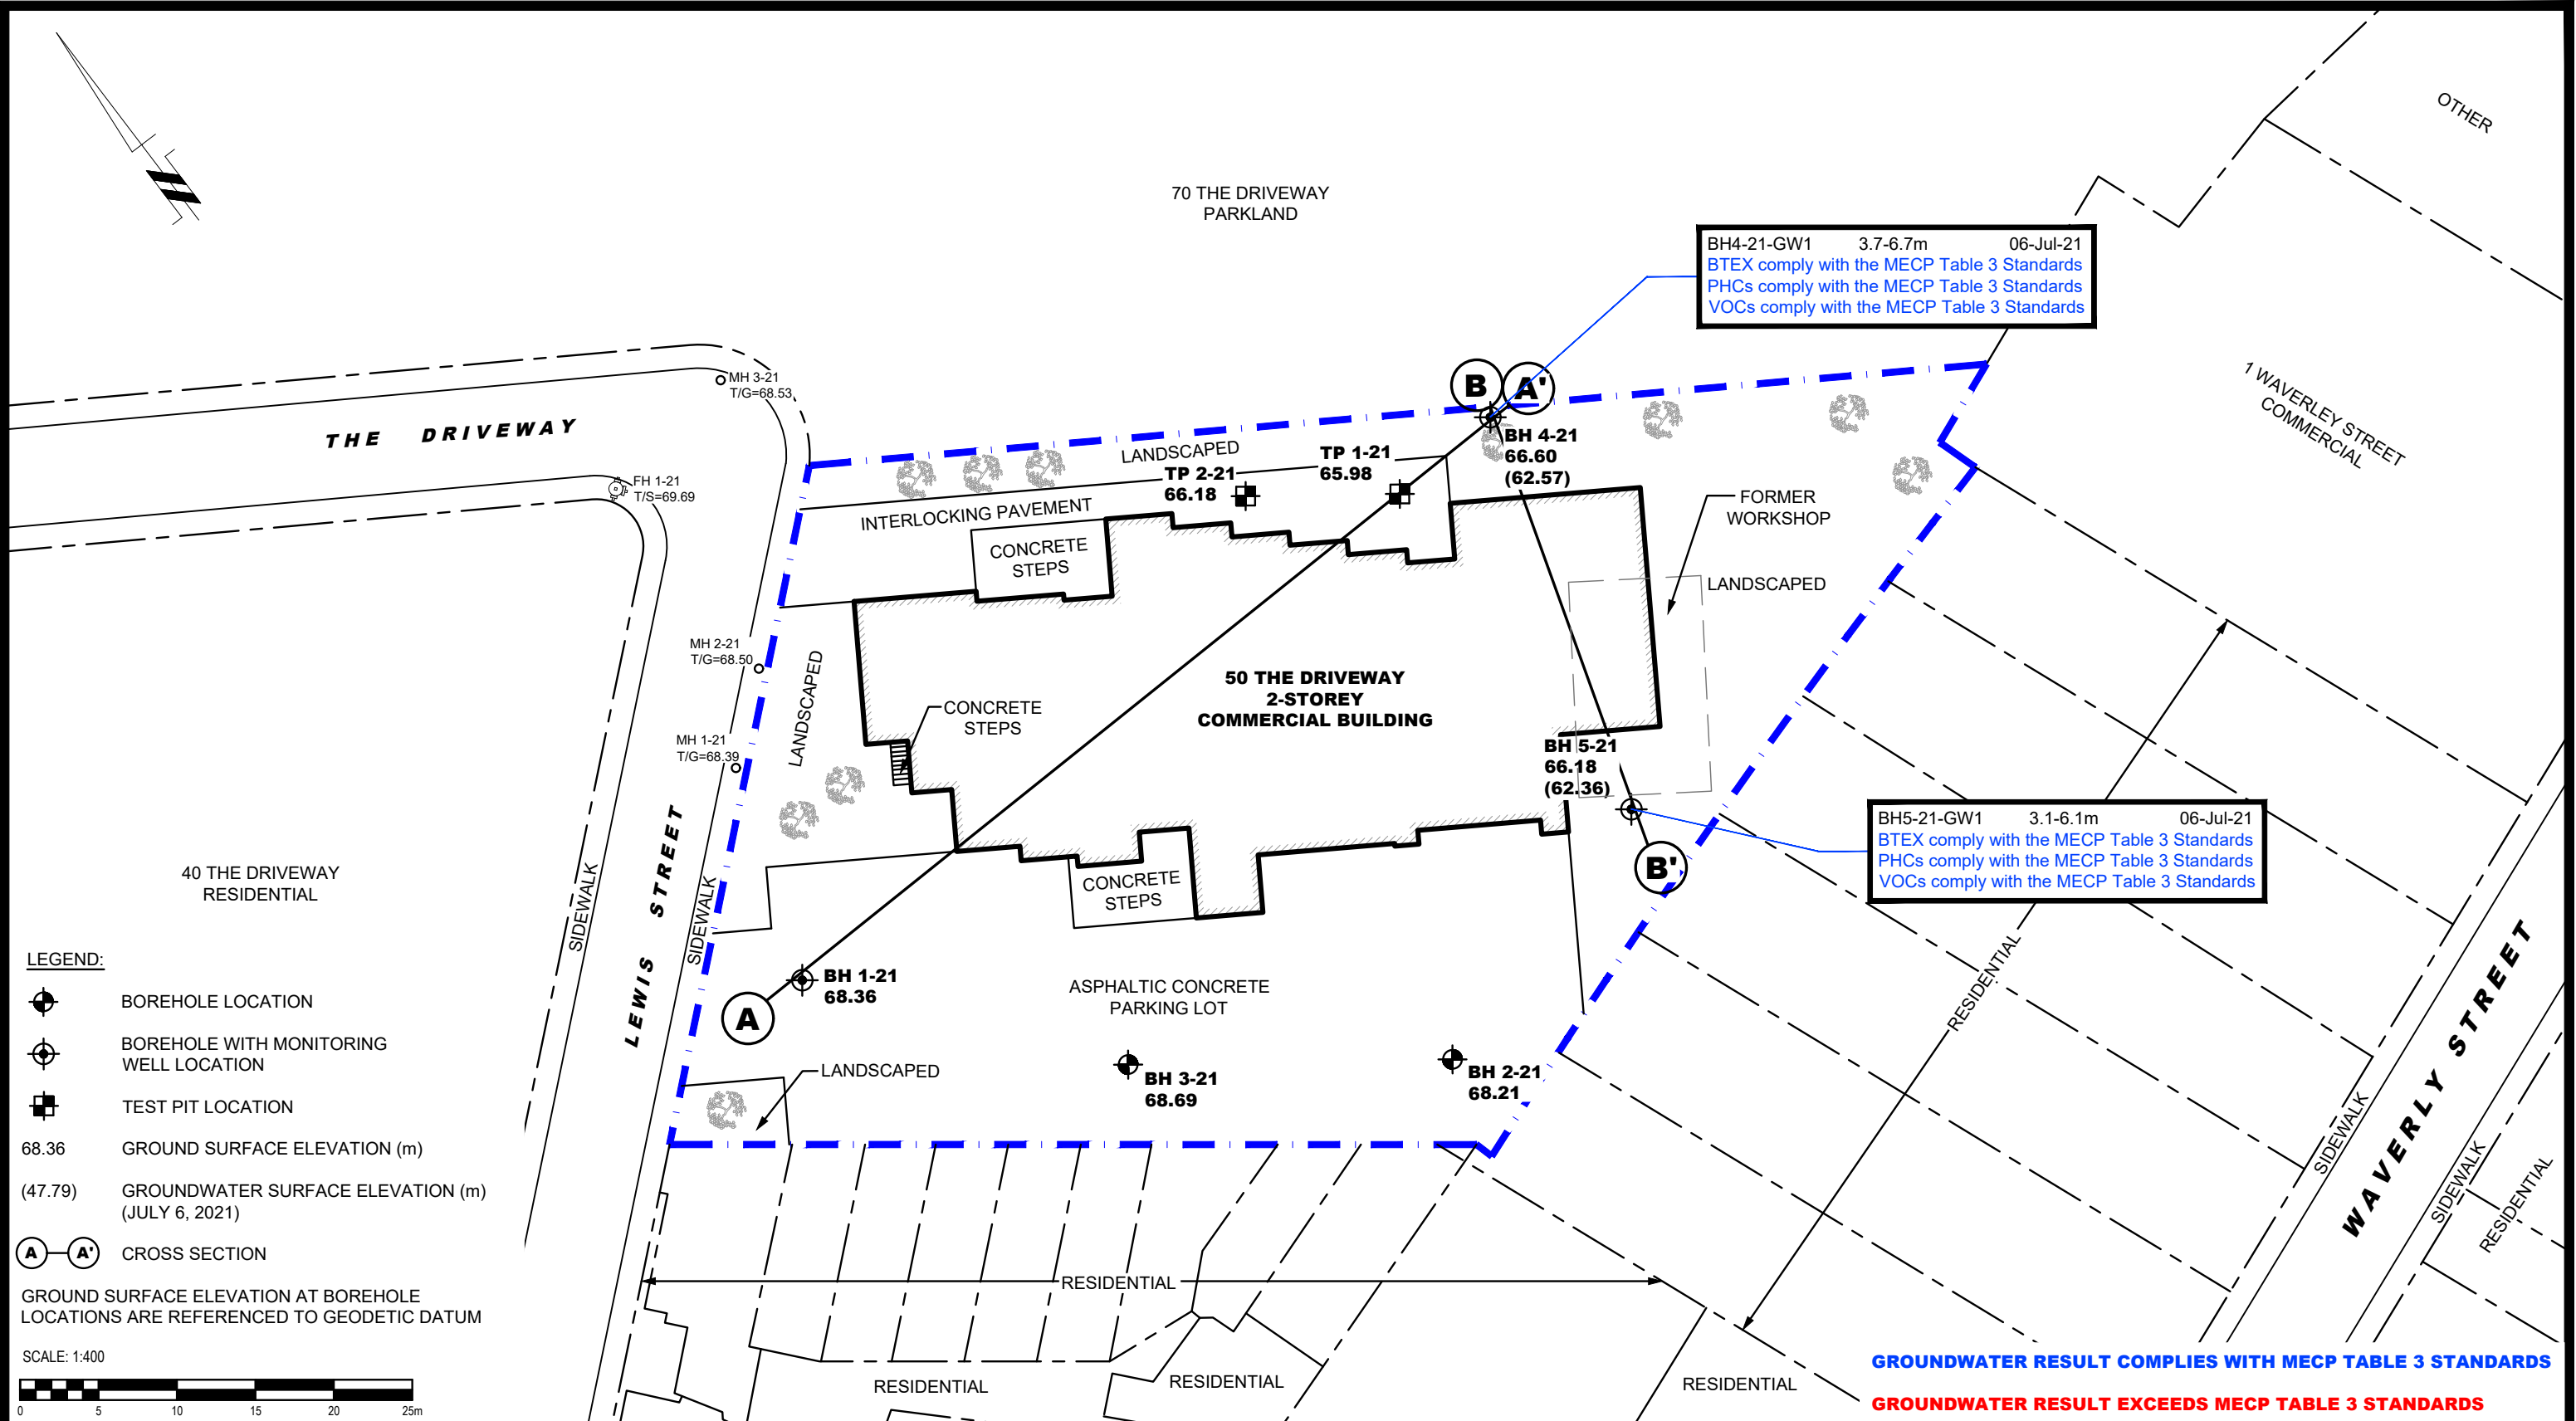 OTHER
70 THE DRIVEWAY
PARKLAND
BH4-21-GW1 3.7-6.7m 06-Jul-21
BTEX comply with the MECP Table 3 Standards
PHCs comply with the MECP Table 3 Standards
VOCs comply with the MECP Table 3 Standards
1 WAVERLEY STREET
COMMERCIAL
MH 3-21
T/G=68.53
THE DRIVEWAY
FH 1-21
T/S=69.69
B
A'
BH 4-21
66.60
(62.57)
LANDSCAPED
TP 1-21
65.98
TP 2-21
66.18
INTERLOCKING PAVEMENT
CONCRETE
STEPS
FORMER
WORKSHOP
LANDSCAPED
MH 2-21
T/G=68.50
LANDSCAPED
50 THE DRIVEWAY
2-STOREY
COMMERCIAL BUILDING
CONCRETE
STEPS
MH 1-21
T/G=68.39
BH 5-21
66.18
(62.36)
BH5-21-GW1 3.1-6.1m 06-Jul-21
BTEX comply with the MECP Table 3 Standards
PHCs comply with the MECP Table 3 Standards
VOCs comply with the MECP Table 3 Standards
B'
40 THE DRIVEWAY
RESIDENTIAL
SIDEWALK
LEWIS STREET
SIDEWALK
CONCRETE
STEPS
BH 1-21
68.36
A
ASPHALTIC CONCRETE
PARKING LOT
RESIDENTIAL
LANDSCAPED
BH 3-21
68.69
BH 2-21
68.21
WAVERLY STREET
SIDEWALK
SIDEWALK
RESIDENTIAL
LEGEND:
BOREHOLE LOCATION
BOREHOLE WITH MONITORING
WELL LOCATION
TEST PIT LOCATION
68.36 GROUND SURFACE ELEVATION (m)
(47.79) GROUNDWATER SURFACE ELEVATION (m)
(JULY 6, 2021)
A A' CROSS SECTION
GROUND SURFACE ELEVATION AT BOREHOLE
LOCATIONS ARE REFERENCED TO GEODETIC DATUM
SCALE: 1:400
0 5 10 15 20 25m
RESIDENTIAL
RESIDENTIAL
RESIDENTIAL
RESIDENTIAL
GROUNDWATER RESULT COMPLIES WITH MECP TABLE 3 STANDARDS
GROUNDWATER RESULT EXCEEDS MECP TABLE 3 STANDARDS